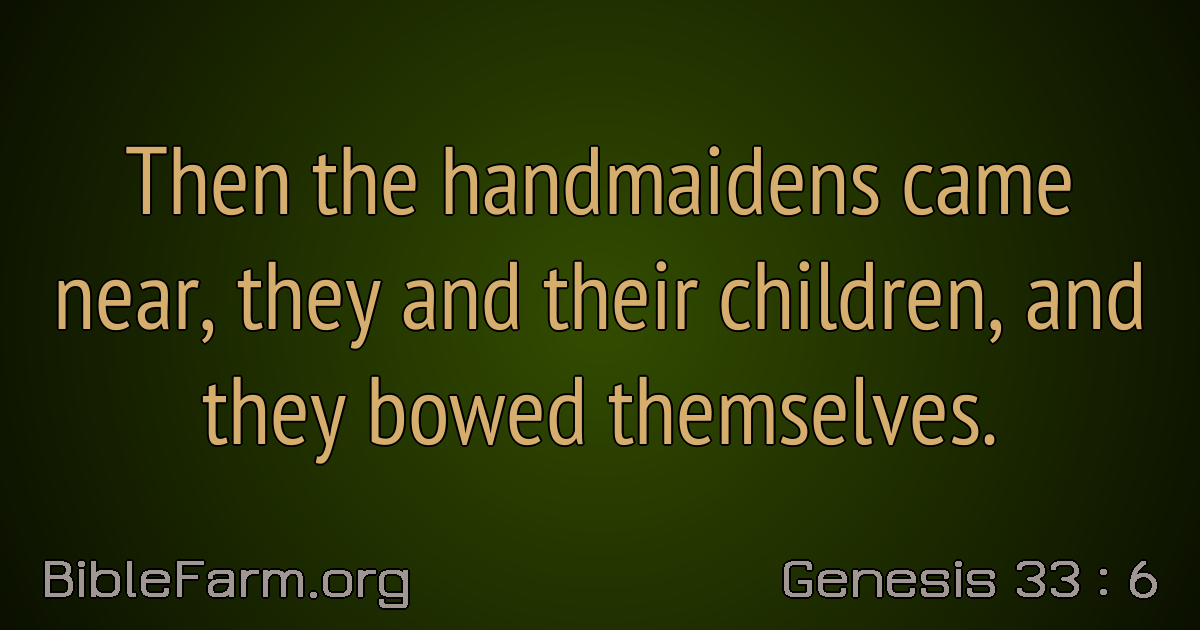 Then the handmaidens came
near, they and their children, and
they bowed themselves.
BibleFarm.org
Genesis 33 : 6